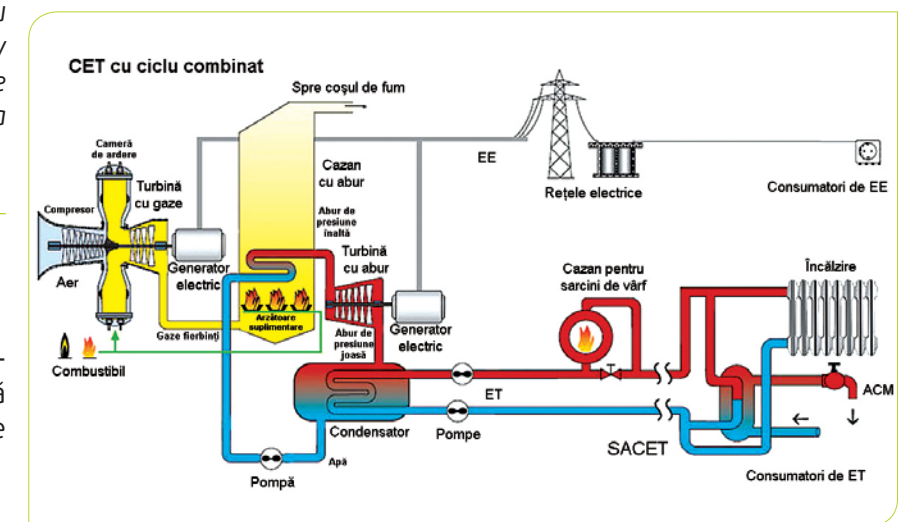 CET cu ciclu combinat
Spre coșul de fum
Cameră
de ardere
Turbină
cu gaze
Compresor
Aer
Generator
electric
Cazan
cu abur
Abur de
presiune
înaltă
Turbină
cu abur
Arzătoare
suplimentare
Gaze fierbinți
Combustibil
Abur de
presiune
joasă
Generator
electric
EE
Rețele electrice
Consumatori de EE
Cazan pentru
sarcini de vârf
Încălzire
ET
ACM
Condensator
Pompe
SACET
Apă
Pompă
Consumatori de ET